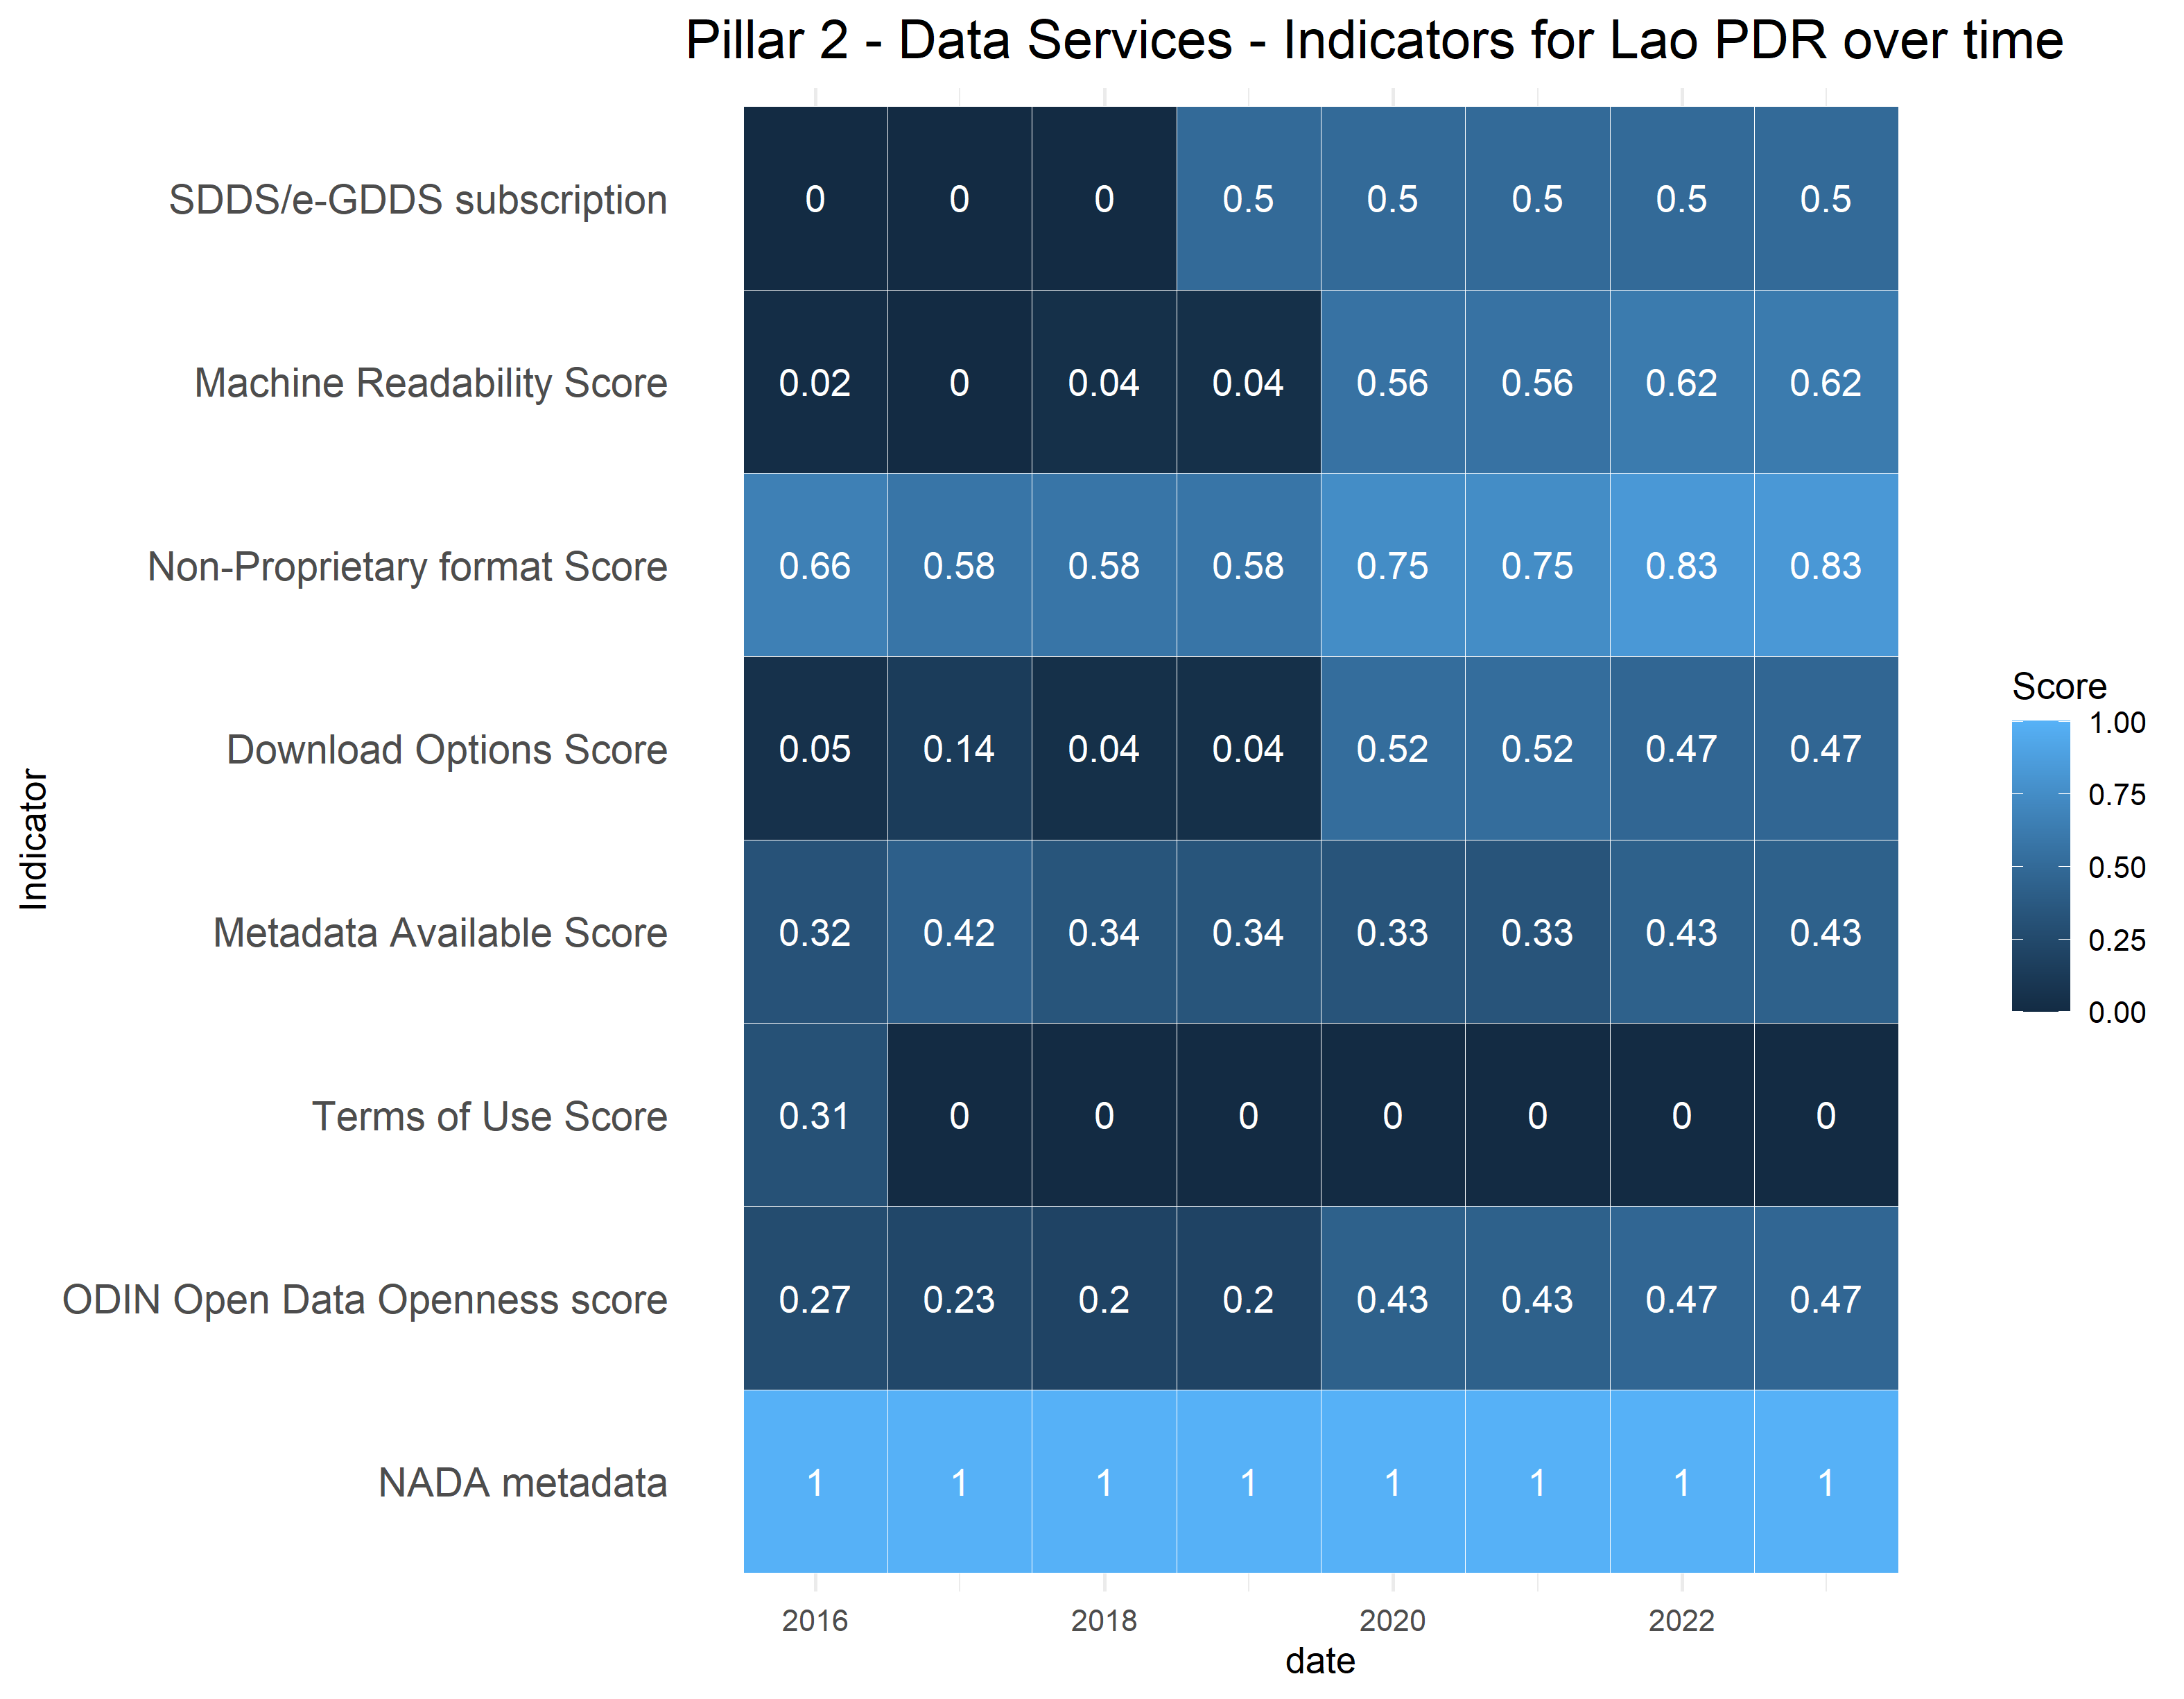 Pillar 2 - Data Services - Indicators for Lao PDR over time
Indicator
SDDS/e-GDDS subscription 0 0 0 0.5 0.5 0.5 0.5 0.5
Machine Readability Score 0.02 0 0.04 0.04 0.56 0.56 0.62 0.62
Non-Proprietary format Score 0.66 0.58 0.58 0.58 0.75 0.75 0.83 0.83
Download Options Score 0.05 0.14 0.04 0.04 0.52 0.52 0.47 0.47
Metadata Available Score 0.32 0.42 0.34 0.34 0.33 0.33 0.43 0.43
Terms of Use Score 0.31 0 0 0 0 0 0 0
ODIN Open Data Openness score 0.27 0.23 0.2 0.2 0.43 0.43 0.47 0.47
NADA metadata 1 1 1 1 1 1 1 1
2016 2018 2020 2022
date
Score
1.00
0.75
0.50
0.25
0.00